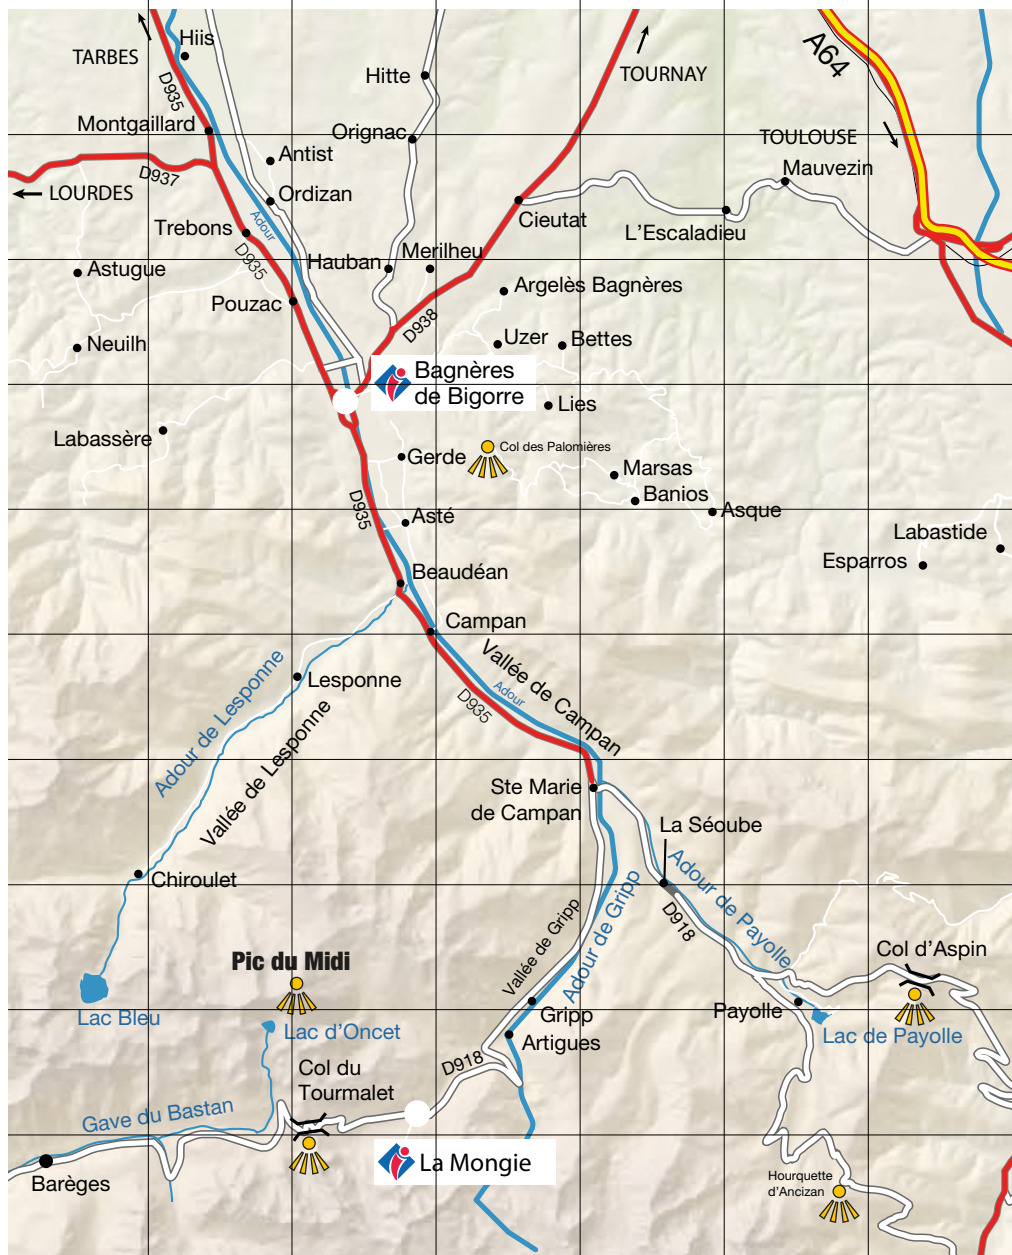 Hiis
TARBES
D935
Hitte
TOURNAY
A64
Montgaillard
Orignac
TOULOUSE
Mauvezin
Antist
D937
LOURDES
Ordizan
Adour
Trebons
D935
Cieutat
L'Escaladieu
Astugue
Hauban
Merilheu
Pouzac
Argelès Bagnères
D938
Neuilh
Uzer
Bettes
Bagnères
de Bigorre
Lies
Labassère
Gerde
Col des Palomières
Marsas
Banios
D935
Asté
Asque
Labastide
Esparros
Beaudéan
Campan
Vallée de Campan
Adour
D935
Lesponne
Adour de Lesponne
Vallée de Lesponne
Ste Marie
de Campan
La Séoube
Adour de Payolle
D918
Chiroulet
Vallée de Gripp
Adour de Gripp
Col d'Aspin
Pic du Midi
Lac Bleu
Lac d'Oncet
Gripp
Artigues
Payolle
Lac de Payolle
D918
Col du
Tourmalet
Gave du Bastan
Barèges
La Mongie
Hourquette
d'Ancizan